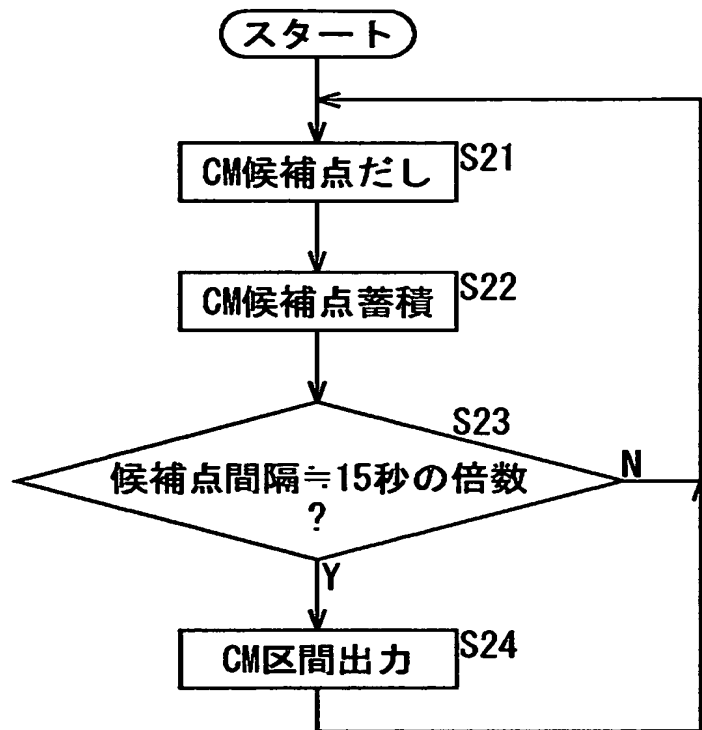 スタート
CM候補点だし
S21
CM候補点蓄積
S22
S23
候補点間隔≒15秒の倍数
?
N
Y
CM区間出力
S24